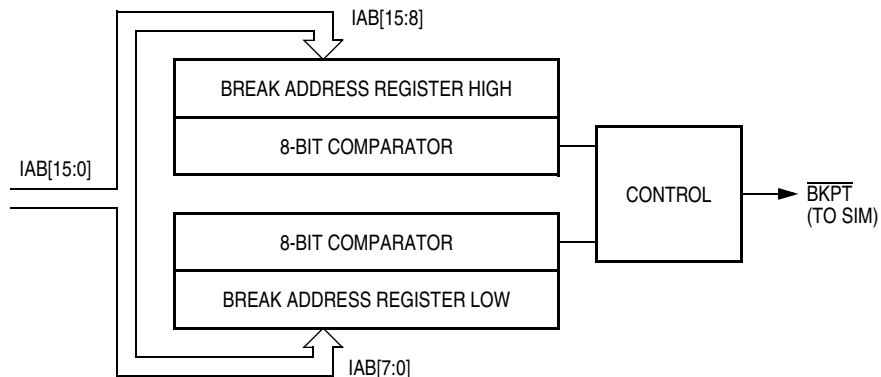 IAB[15:8]
BREAK ADDRESS REGISTER HIGH
8-BIT COMPARATOR
IAB[15:0]
CONTROL
BKPT
(TO SIM)
8-BIT COMPARATOR
BREAK ADDRESS REGISTER LOW
IAB[7:0]